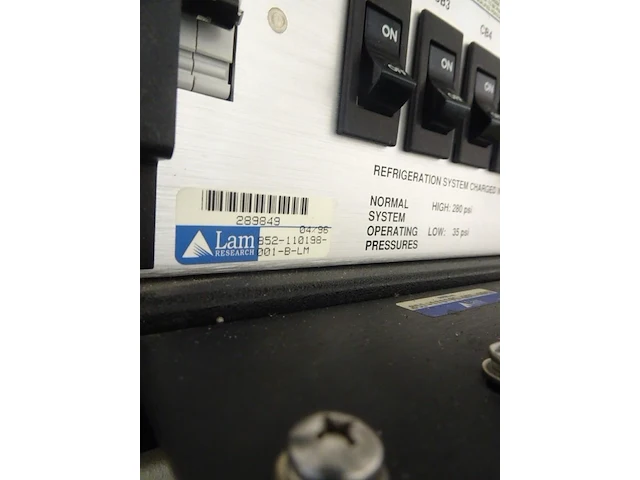 CB3
CB4
ON
ON
ON
REFRIGERATION SYSTEM CHARGED
NORMAL SYSTEM OPERATING PRESSURES
HIGH: 280 psi
LOW: 35 psi
289849
04/96
Lam
RESEARCH
852-110198-
001-B-LM